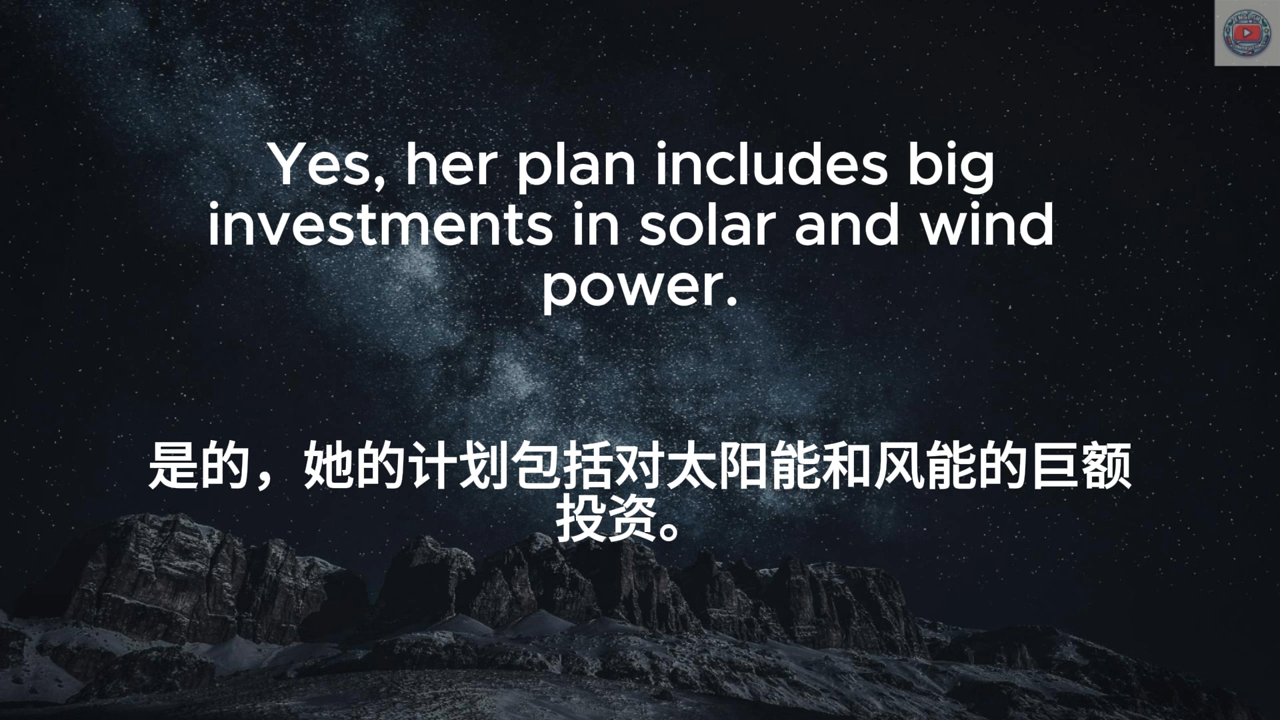 Yes, her plan includes big
investments in solar and wind
power.
是的，她的计划包括对太阳能和风能的巨额
投资。